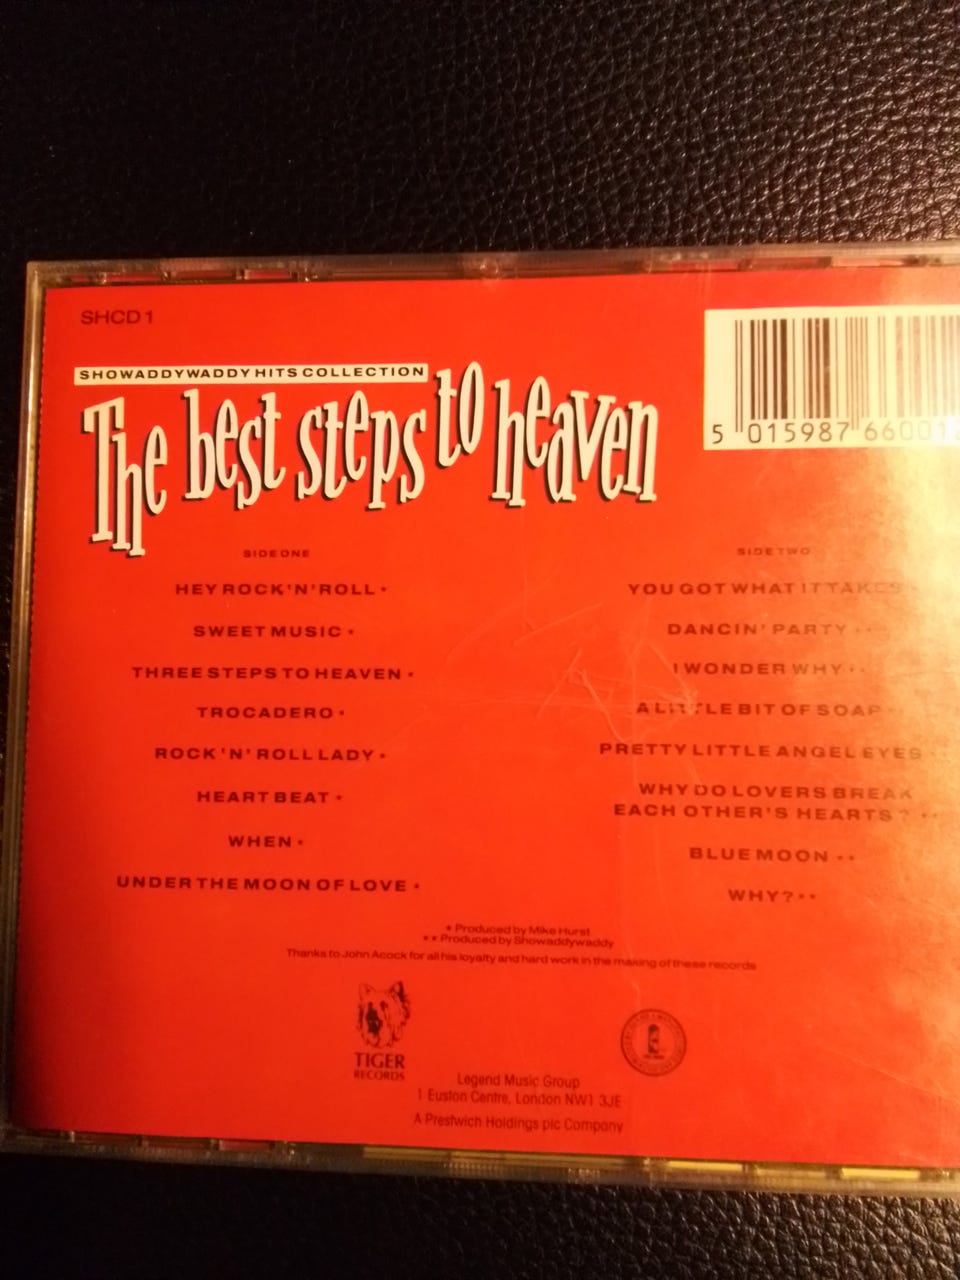 SHCD 1
SHOWADDYWADDY HITS COLLECTION
The best steps to heaven
5 015987 66001
SIDE ONE
HEY ROCK 'N' ROLL *
SWEET MUSIC *
THREE STEPS TO HEAVEN *
TROCADERO *
ROCK 'N' ROLL LADY *
HEART BEAT *
WHEN *
UNDER THE MOON OF LOVE *
SIDE TWO
YOU GOT WHAT IT TAKES *
DANCIN' PARTY **
I WONDER WHY **
A LITTLE BIT OF SOAP **
PRETTY LITTLE ANGEL EYES **
WHY DO LOVERS BREAK
EACH OTHER'S HEARTS? **
BLUE MOON **
WHY? **
* Produced by Mike Hurst
** Produced by Showaddywaddy
Thanks to John Acock for all his loyalty and hard work in the making of these records
TIGER
RECORDS
Legend Music Group
1 Euston Centre, London NW1 3JE
A Prestwich Holdings plc Company